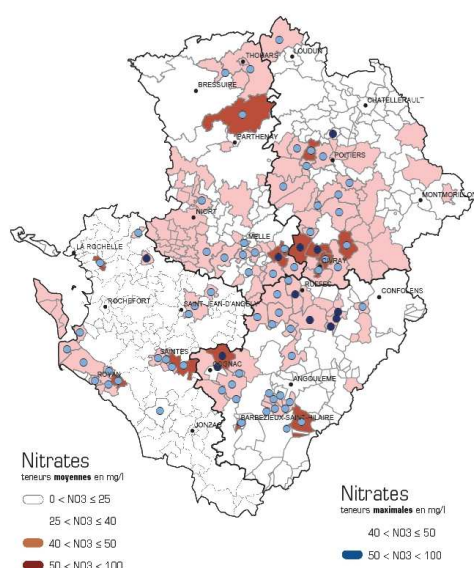 LOUDUN
THOUARS
BRESSUIRE
CHATELLERAULT
PARTHENAY
POITIERS
MONTMORILLON
NIORT
MELLE
LA ROCHELLE
CIVRAY
RUFFEC
CONFOLENS
ROCHEFORT
SAINT-JEAN-D'ANGELY
SAINTES
COGNAC
ROYAN
ANGOULEME
BARBEZIEUX-SAINT-HILAIRE
JONZAC
Nitrates
teneurs moyennes en mg/l
0 < NO3 ≤ 25
25 < NO3 ≤ 40
40 < NO3 ≤ 50
50 < NO3 < 100
Nitrates
teneurs maximales en mg/l
40 < NO3 ≤ 50
50 < NO3 < 100